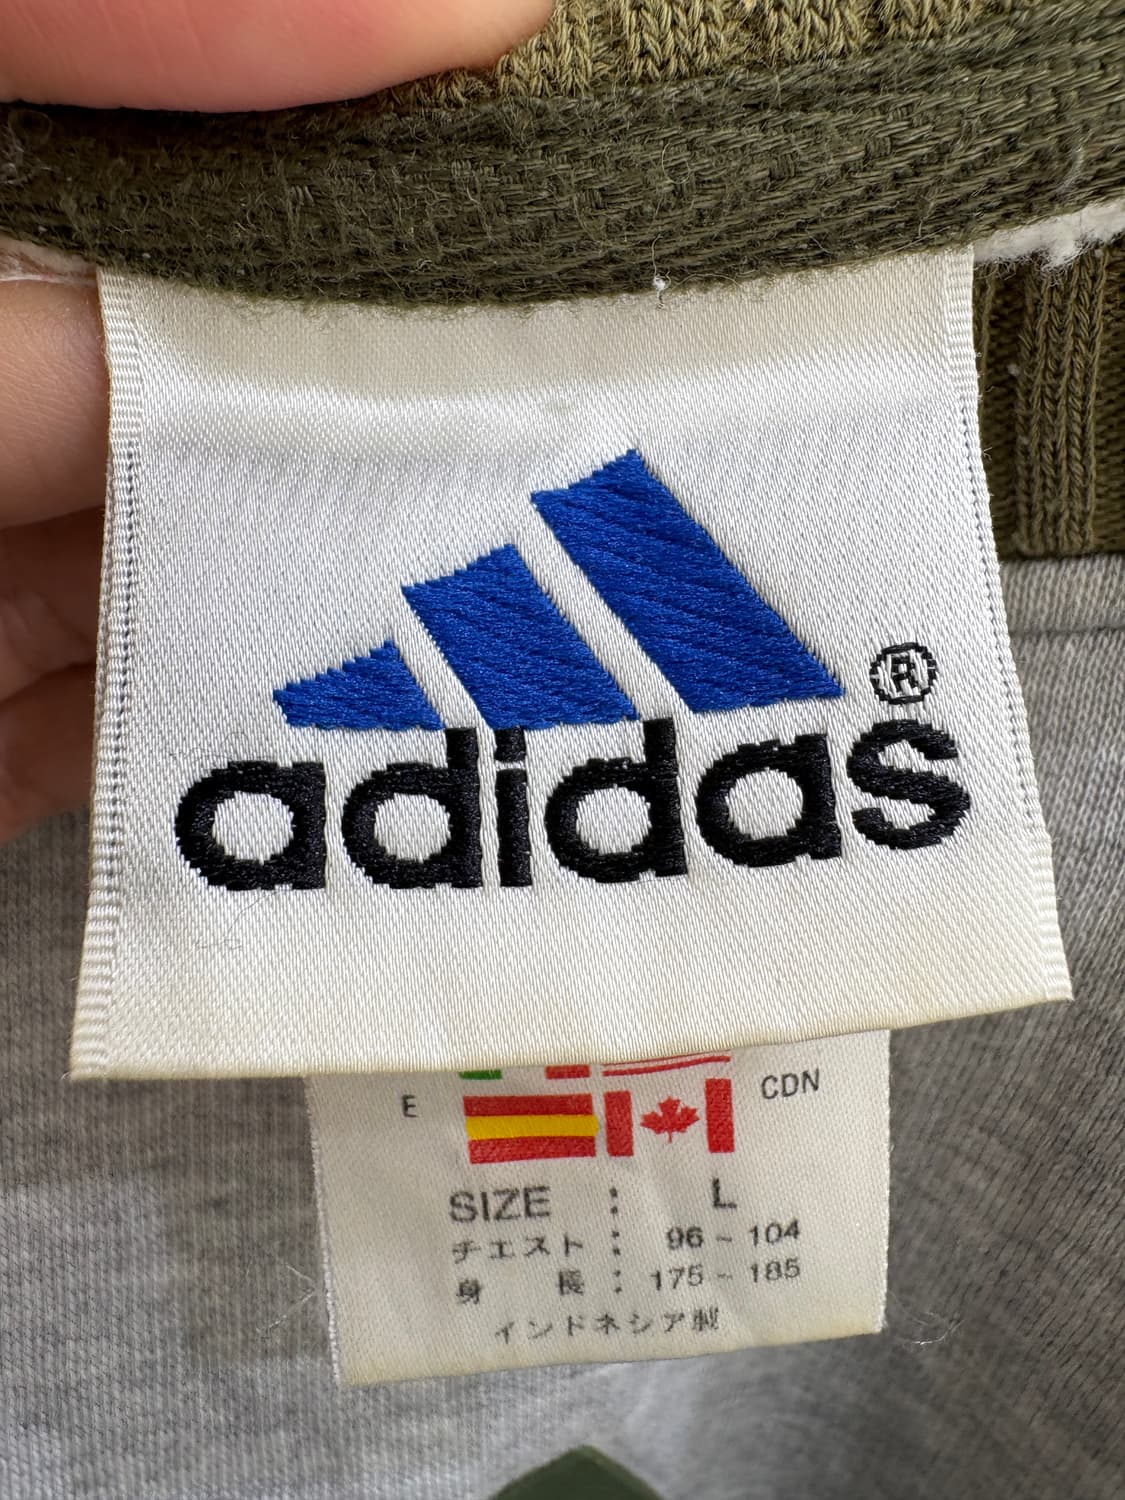 adidas®
E CDN
SIZE : L
チェスト : 96 ~ 104
身 長 : 175 ~ 185
インドネシア製